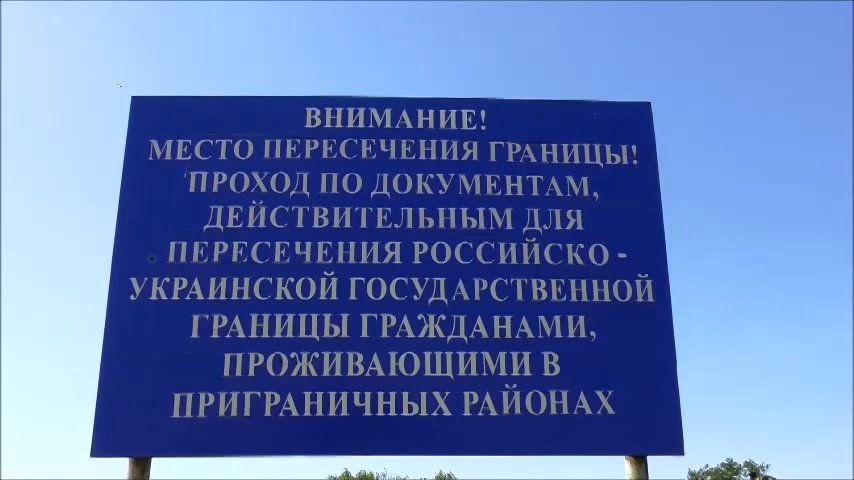 ВНИМАНИЕ!
МЕСТО ПЕРЕСЕЧЕНИЯ ГРАНИЦЫ!
ПРОХОД ПО ДОКУМЕНТАМ,
ДЕЙСТВИТЕЛЬНЫМ ДЛЯ
ПЕРЕСЕЧЕНИЯ РОССИЙСКО -
УКРАИНСКОЙ ГОСУДАРСТВЕННОЙ
ГРАНИЦЫ ГРАЖДАНАМИ,
ПРОЖИВАЮЩИМИ В
ПРИГРАНИЧНЫХ РАЙОНАХ